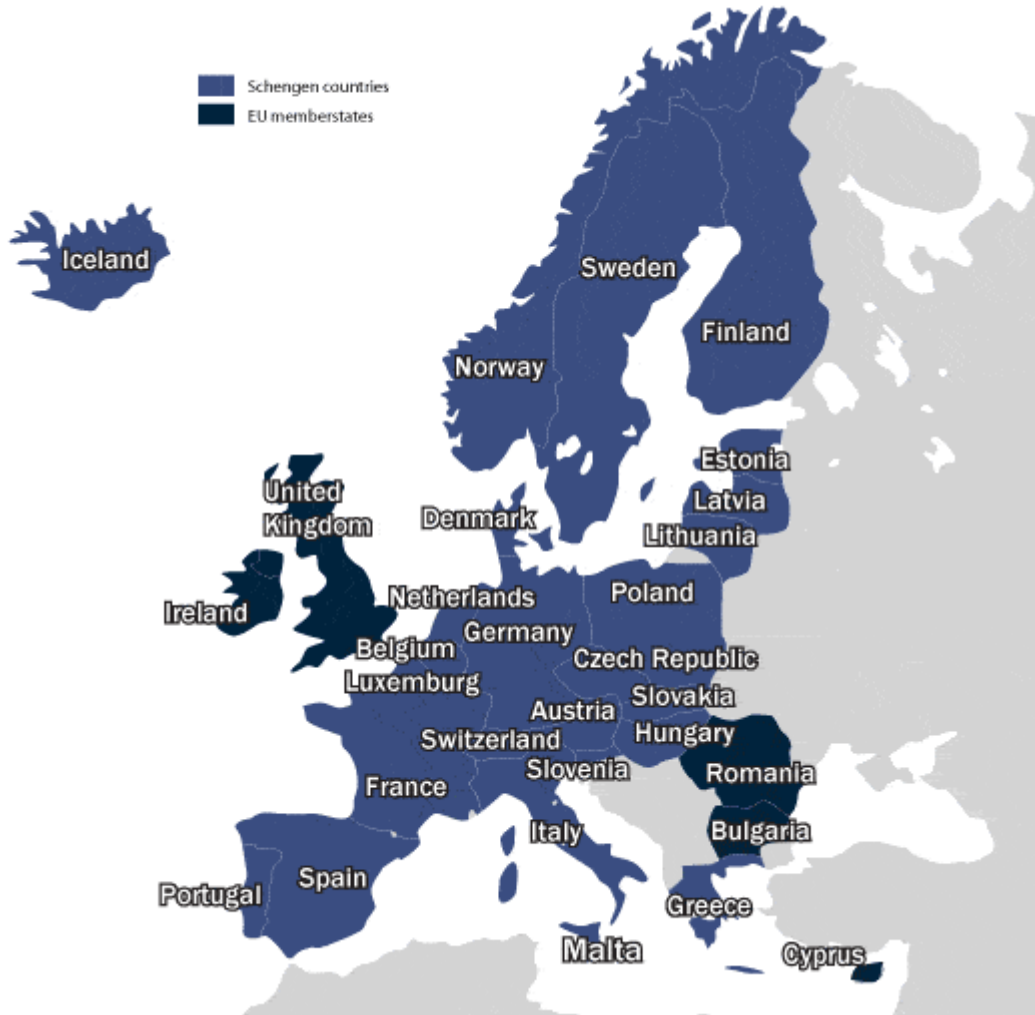 Schengen countries
EU memberstates
Iceland
Sweden
Finland
Norway
Estonia
United
Kiingdom
Latvia
Denmark
Lithuania
Netherlands
Poland
Ireland
Germany
Belgium
Czech Republic
Luxemburg
Slovakia
Austria
Hungary
Switzerland
Slovenia
Romania
France
Italy
Bulgaria
Spain
Portugal
Greece
Malta
Cyprus